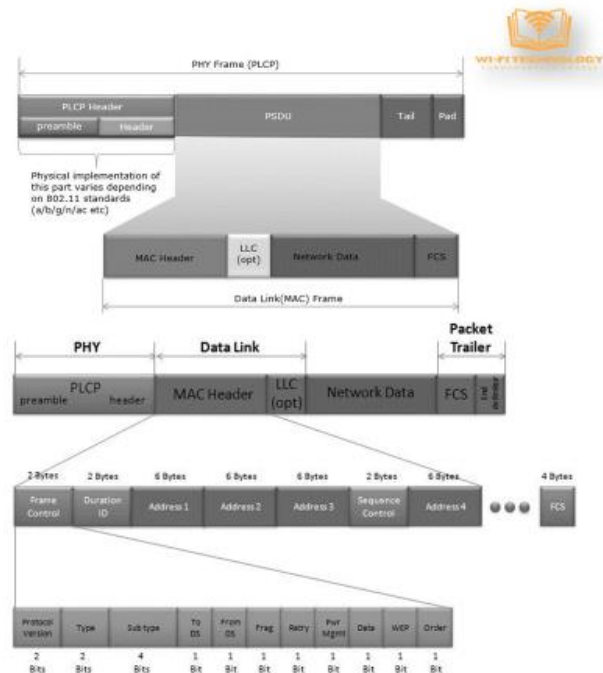 WI-FI TECHNOLOGY
PHY Frame (PLCP)
PLCP Header
preamble
Header
PSDU
Tail
Pad
Physical implementation of
this part varies depending
on 802.11 standards
(a/b/g/n/ac etc)
MAC Header
LLC
(opt)
Network Data
FCS
Data Link(MAC) Frame
PHY
Data Link
Packet
Trailer
PLCP
preamble header
MAC Header
LLC
(opt)
Network Data
FCS
End
2 Bytes 2 Bytes 6 Bytes 6 Bytes 6 Bytes 2 Bytes 6 Bytes 4 Bytes
Frame
Control
Duration
ID
Address 1
Address 2
Address 3
Sequence
Control
Address 4
FCS
Protocol
Version
Type
Sub type
To
DS
From
DS
Frag
Retry
Pwr
Mgmt
Data
WEP
Order
2 2 4 1 1 1 1 1 1 1 1
Bits Bits Bits Bit Bit Bit Bit Bit Bit Bit Bit